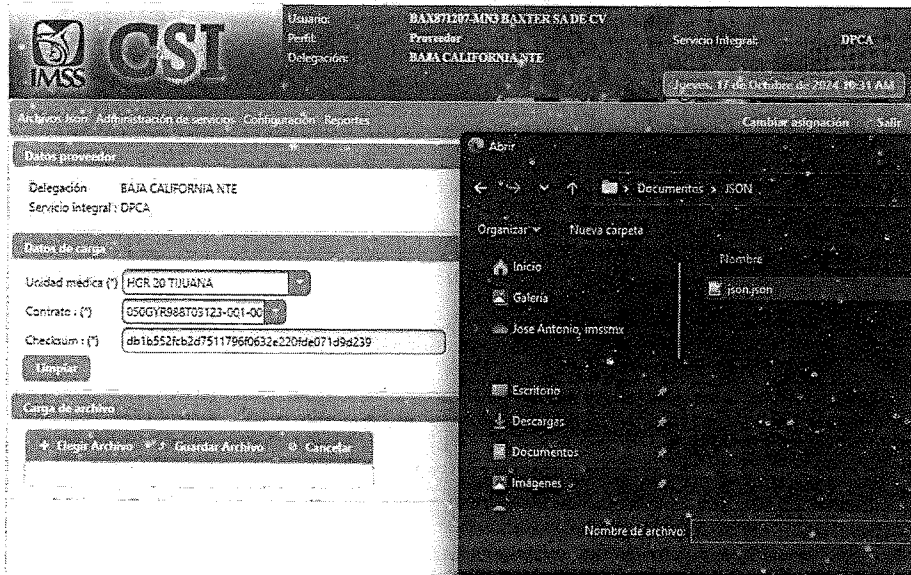 IMSS
CSI
Usuario: BAX871207-MN3 BAXTER SA DE CV
Perfil: Proveedor
Servicio Integral: DPCA
Delegación: BAJA CALIFORNIA NTE
Jueves, 17 de Octubre de 2024 10:31 AM
Archivos Json Administración de servicios Configuración Reportes
Cambiar asignación Salir
Datos proveedor
Delegación BAJA CALIFORNIA NTE
Servicio Integral : DPCA
Datos de carga
Unidad médica (*) HGR 20 TIJUANA
Contrato : (*) 050GYR988T03123-001-00
Checksum : (*) db1b552fcb2d7511796f0632e220fde071d9d239
Limpiar
Carga de archivo
+ Elegir Archivo Guardar Archivo Cancelar
Abrir
Documentos > JSON
Organizar Nueva carpeta
Inicio
Galería
Jose Antonio, imssmx
Escritorio
Descargas
Documentos
Imágenes
Nombre
json.json
Nombre de archivo: